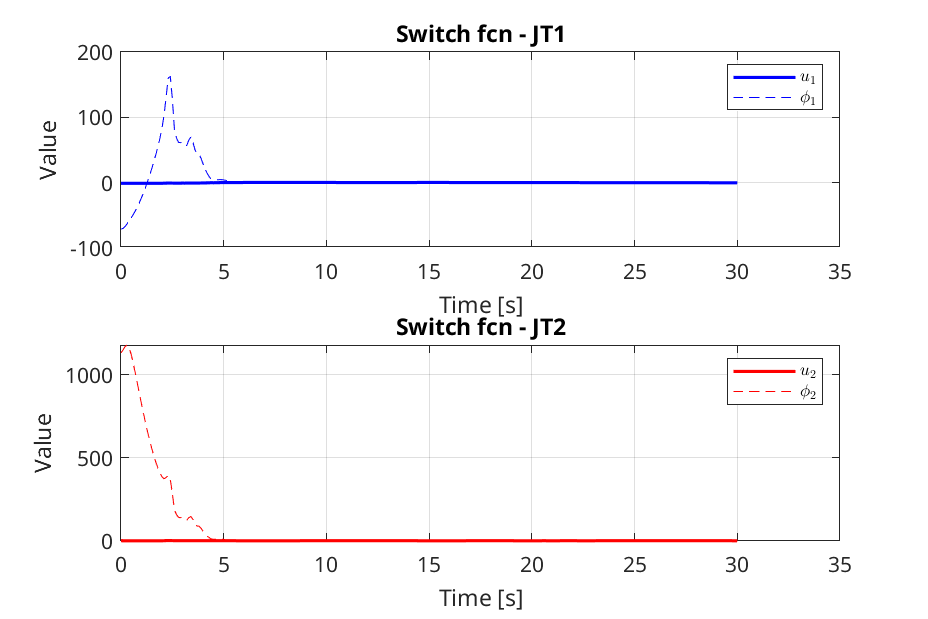 Switch fcn - JT1
200
100
0
-100
Value
u₁
ϕ₁
0 5 10 15 20 25 30 35
Time [s]
Switch fcn - JT2
1000
500
0
Value
u₂
ϕ₂
0 5 10 15 20 25 30 35
Time [s]